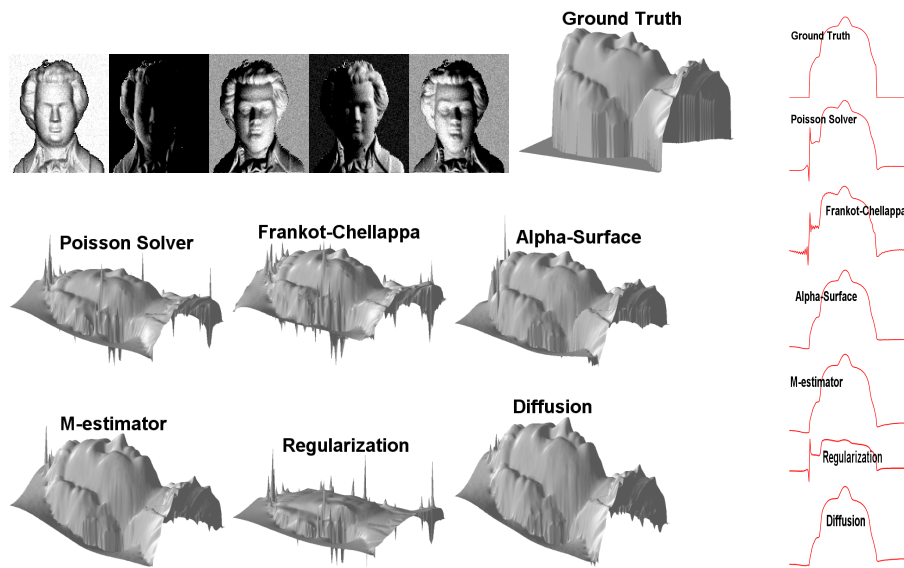 Ground Truth
Poisson Solver
Frankot-Chellappa
Alpha-Surface
M-estimator
Regularization
Diffusion
Ground Truth
Poisson Solver
Frankot-Chellappa
Alpha-Surface
M-estimator
Regularization
Diffusion